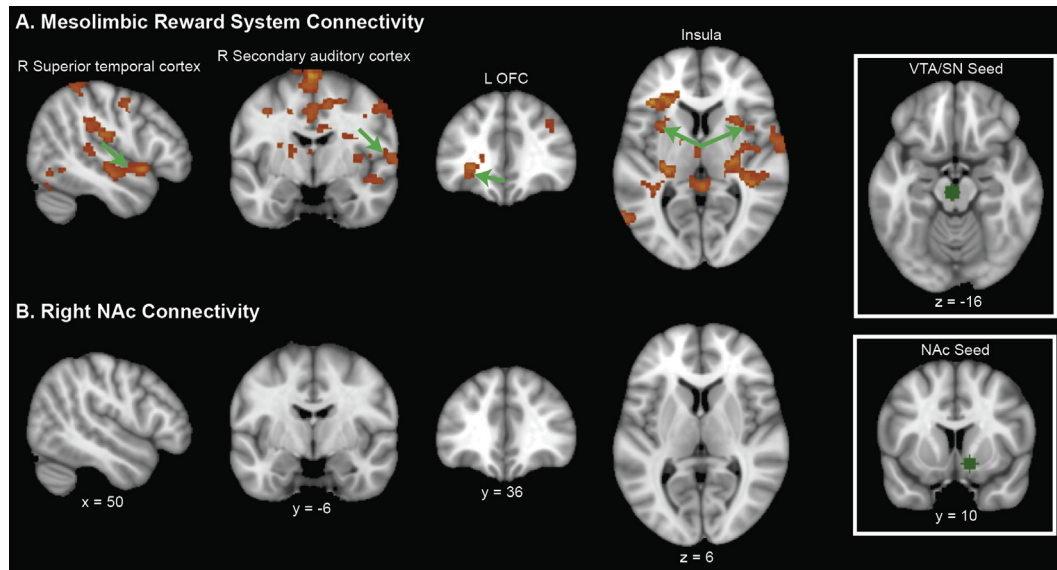 A. Mesolimbic Reward System Connectivity
R Superior temporal cortex
R Secondary auditory cortex
L OFC
Insula
VTA/SN Seed
z = -16
B. Right NAc Connectivity
NAc Seed
x = 50
y = -6
y = 36
z = 6
y = 10